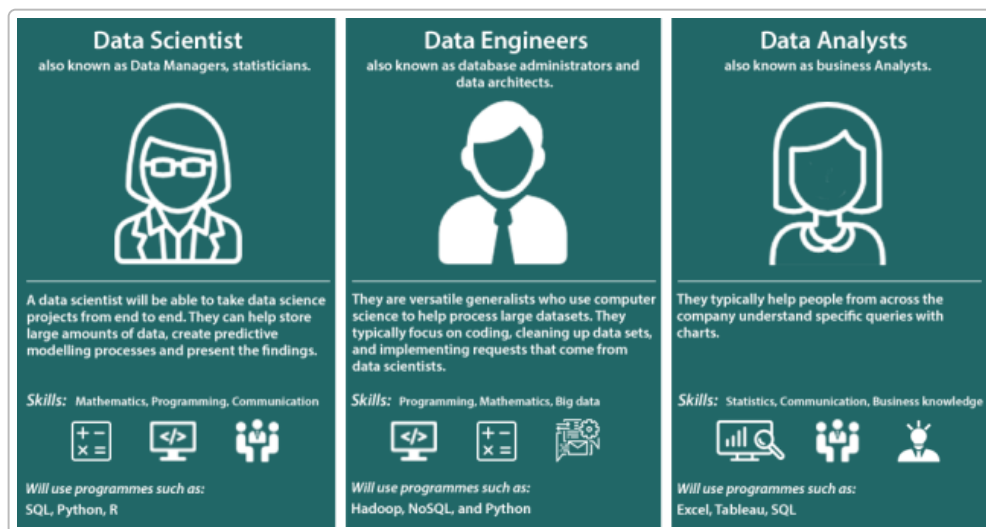 Data Scientist
also known as Data Managers, statisticians.
A data scientist will be able to take data science
projects from end to end. They can help store
large amounts of data, create predictive
modelling processes and present the findings.
Skills: Mathematics, Programming, Communication
Will use programmes such as:
SQL, Python, R
Data Engineers
also known as database administrators and
data architects.
They are versatile generalists who use computer
science to help process large datasets. They
typically focus on coding, cleaning up data sets,
and implementing requests that come from
data scientists.
Skills: Programming, Mathematics, Big data
Will use programmes such as:
Hadoop, NoSQL, and Python
Data Analysts
also known as business Analysts.
They typically help people from across the
company understand specific queries with
charts.
Skills: Statistics, Communication, Business knowledge
Will use programmes such as:
Excel, Tableau, SQL